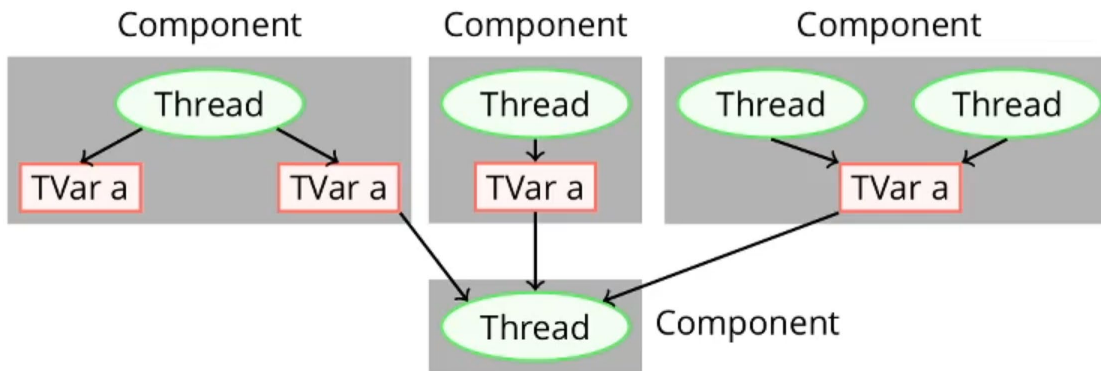 Component
Component
Component
Thread
Thread
Thread
Thread
TVar a
TVar a
TVar a
TVar a
Thread
Component